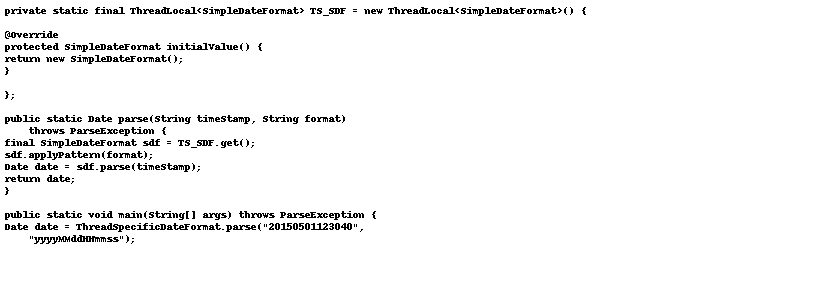 private static final ThreadLocal<SimpleDateFormat> TS_SDF = new ThreadLocal<SimpleDateFormat>() {
@Override
protected SimpleDateFormat initialValue() {
return new SimpleDateFormat();
}
};
public static Date parse(String timeStamp, String format)
throws ParseException {
final SimpleDateFormat sdf = TS_SDF.get();
sdf.applyPattern(format);
Date date = sdf.parse(timeStamp);
return date;
}
public static void main(String[] args) throws ParseException {
Date date = ThreadSpecificDateFormat.parse("20150501123040",
"yyyyMMddHHmmss");